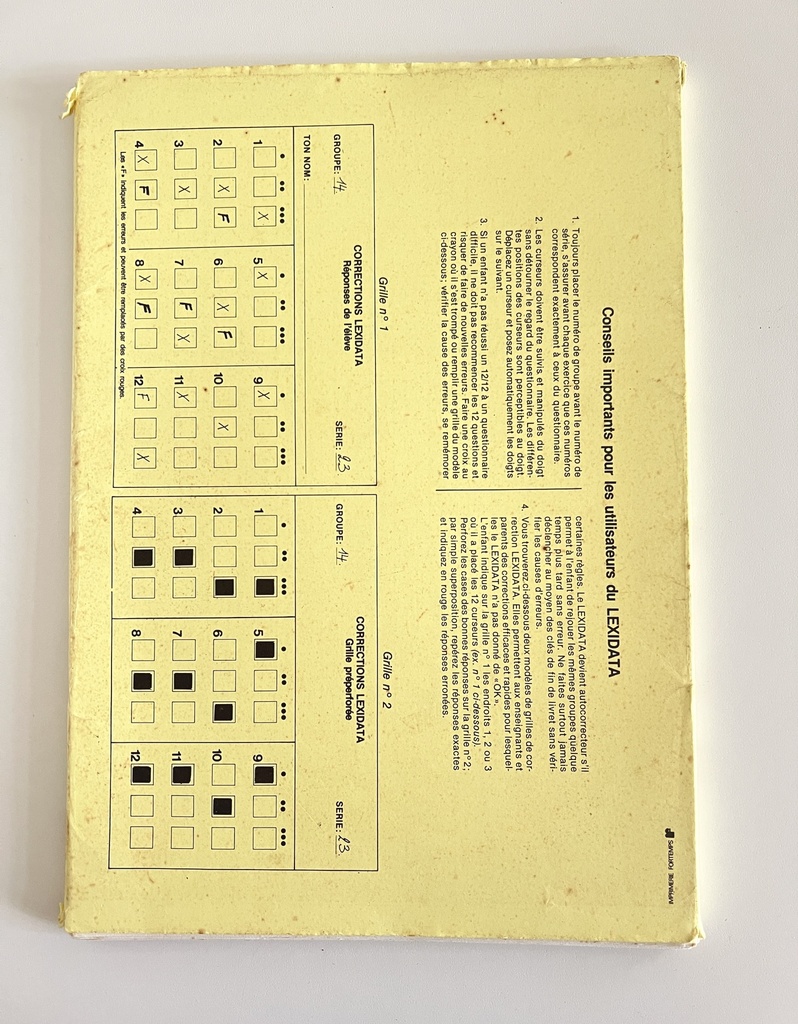 Conseils importants pour les utilisateurs du LEXIDATA
1. Toujours placer le numéro de groupe avant le numéro de
série, s'assurer avant chaque exercice que ces numéros
correspondent exactement à ceux du questionnaire.
2. Les curseurs doivent être suivis et manipulés du doigt
sans détourner le regard du questionnaire. Les différen-
tes positions des curseurs sont perceptibles au doigt.
Déplacez un curseur et posez automatiquement les doigts
sur le suivant.
3. Si un enfant n'a pas réussi un 12/12 à un questionnaire
difficile, il ne doit pas recommencer les 12 questions et
risquer de faire de nouvelles erreurs. Faire une croix au
crayon où il s'est trompé ou remplir une grille du modèle
ci-dessous; vérifier la cause des erreurs, se remémorer
certaines règles. Le LEXIDATA devient autocorrecteur s'il
permet à l'enfant de rejouer les mêmes groupes quelque
temps plus tard sans erreur. Ne faites surtout jamais
déclencher au moyen des clés de fin de livret sans véri-
fier les causes d'erreurs.
4. Vous trouverez ci-dessous deux modèles de grilles de cor-
rection LEXIDATA. Elles permettent aux enseignants et
parents des corrections efficaces et rapides pour lesquel-
les le LEXIDATA n'a pas donné de « OK ».
L'enfant indique sur la grille n° 1 les endroits 1, 2 ou 3
où il a placé les 12 curseurs (ex. n° 1 ci-dessous).
Perforez les cases des bonnes réponses sur la grille n° 2;
par simple superposition, repérez les réponses exactes
et indiquez en rouge les réponses erronées.
Grille n° 1
CORRECTIONS LEXIDATA
Réponses de l'élève
GROUPE: 14 SERIE: 23
TON NOM:
1 X 5 X 9 X
2 X F 6 X F 10 X
3 X 7 F X 11 X
4 X F 8 X F 12 F X
Les «F» indiquent les erreurs et peuvent être remplacés par des croix rouges.
Grille n° 2
CORRECTIONS LEXIDATA
Grille préperforée
GROUPE: 14 SERIE: 23
1 5 9
2 6 10
3 7 11
4 8 12
IMPRIMERIE FORTEMPS